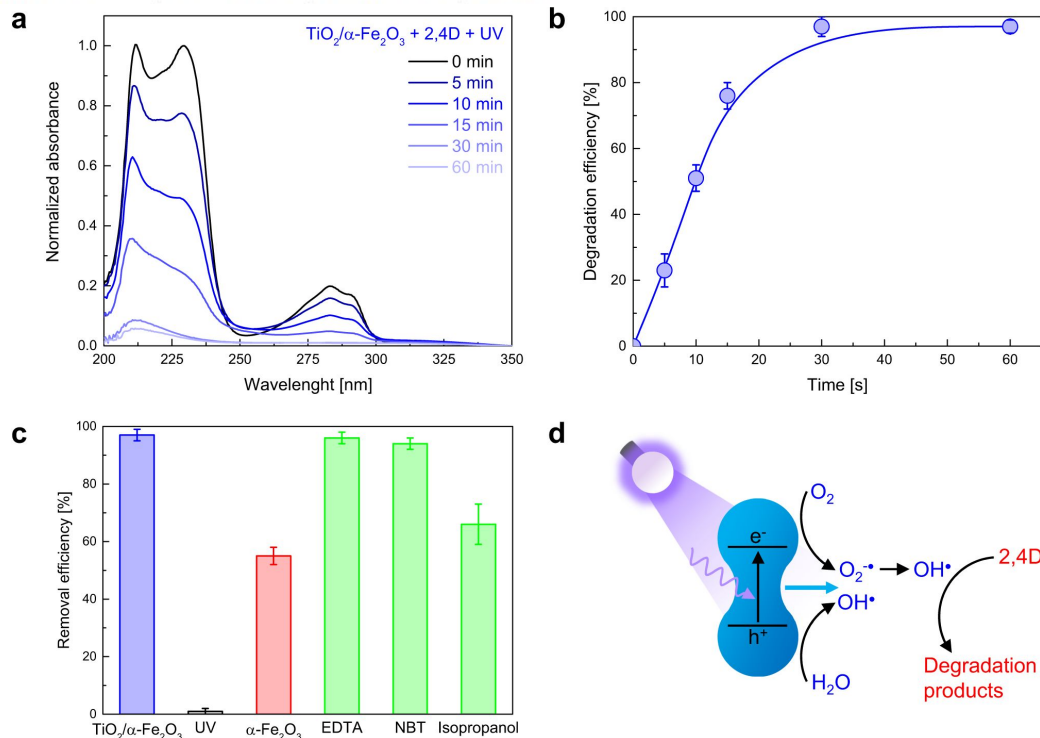 a
TiO2/α-Fe2O3 + 2,4D + UV
0 min
5 min
10 min
15 min
30 min
60 min
Normalized absorbance
1.0
0.8
0.6
0.4
0.2
0.0
200 225 250 275 300 325 350
Wavelenght [nm]
b
Degradation efficiency [%]
100
80
60
40
20
0
0 10 20 30 40 50 60
Time [s]
c
Removal efficiency [%]
100
80
60
40
20
0
TiO2/α-Fe2O3 UV α-Fe2O3 EDTA NBT Isopropanol
d
O2
e-
O2-• OH•
2,4D
OH•
h+
H2O
Degradation
products